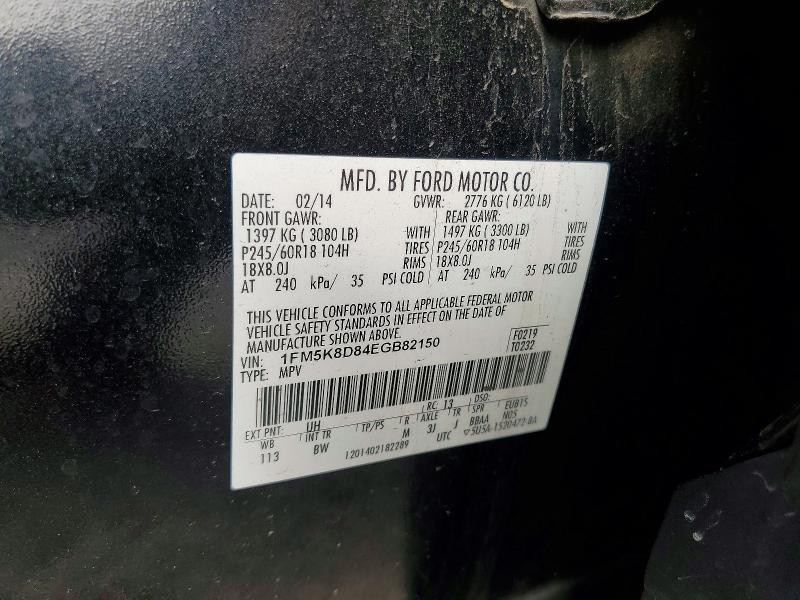 MFD. BY FORD MOTOR CO.
DATE: 02/14 GVWR: 2776 KG ( 6120 LB)
FRONT GAWR: REAR GAWR:
1397 KG ( 3080 LB) WITH 1497 KG ( 3300 LB) WITH
P245/60R18 104H TIRES P245/60R18 104H TIRES
18X8.0J RIMS 18X8.0J RIMS
AT 240 kPa/ 35 PSI COLD AT 240 kPa/ 35 PSI COLD
THIS VEHICLE CONFORMS TO ALL APPLICABLE FEDERAL MOTOR
VEHICLE SAFETY STANDARDS IN EFFECT ON THE DATE OF
MANUFACTURE SHOWN ABOVE.
VIN: 1FM5K8D84EGB82150 F0219
TYPE: MPV T0232
EXT PNT: UH RC: 13 DSO:
WB INT TR TP/PS R AXLE TR SPR EU815
113 BW M 3J J BBAA N05
1201402182289 UTC ▽5U5A-1520472-BA